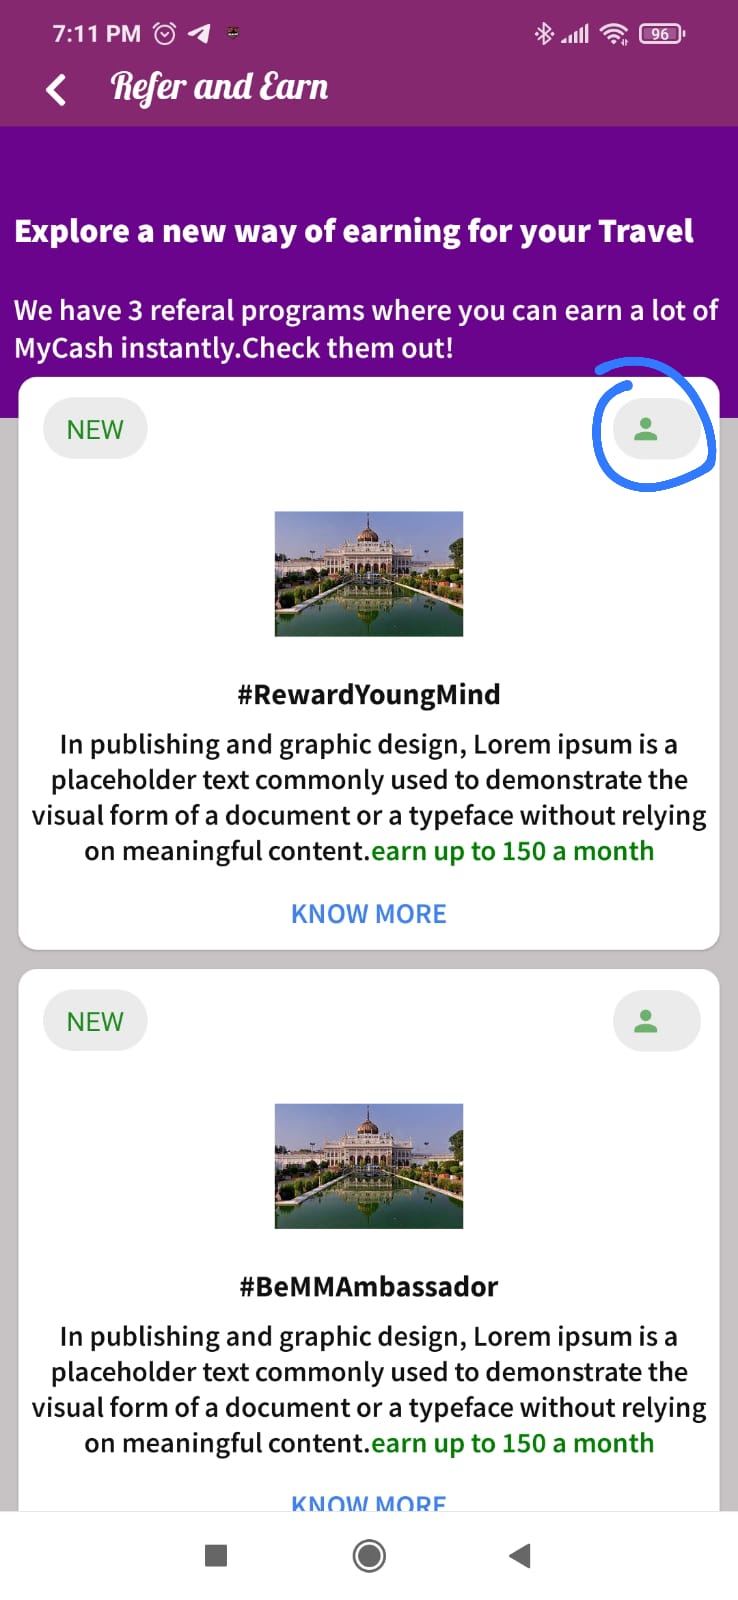 7:11 PM
96
Refer and Earn
Explore a new way of earning for your Travel
We have 3 referal programs where you can earn a lot of
MyCash instantly.Check them out!
NEW
#RewardYoungMind
In publishing and graphic design, Lorem ipsum is a
placeholder text commonly used to demonstrate the
visual form of a document or a typeface without relying
on meaningful content.earn up to 150 a month
KNOW MORE
NEW
#BeMMAmbassador
In publishing and graphic design, Lorem ipsum is a
placeholder text commonly used to demonstrate the
visual form of a document or a typeface without relying
on meaningful content.earn up to 150 a month
KNOW MORE